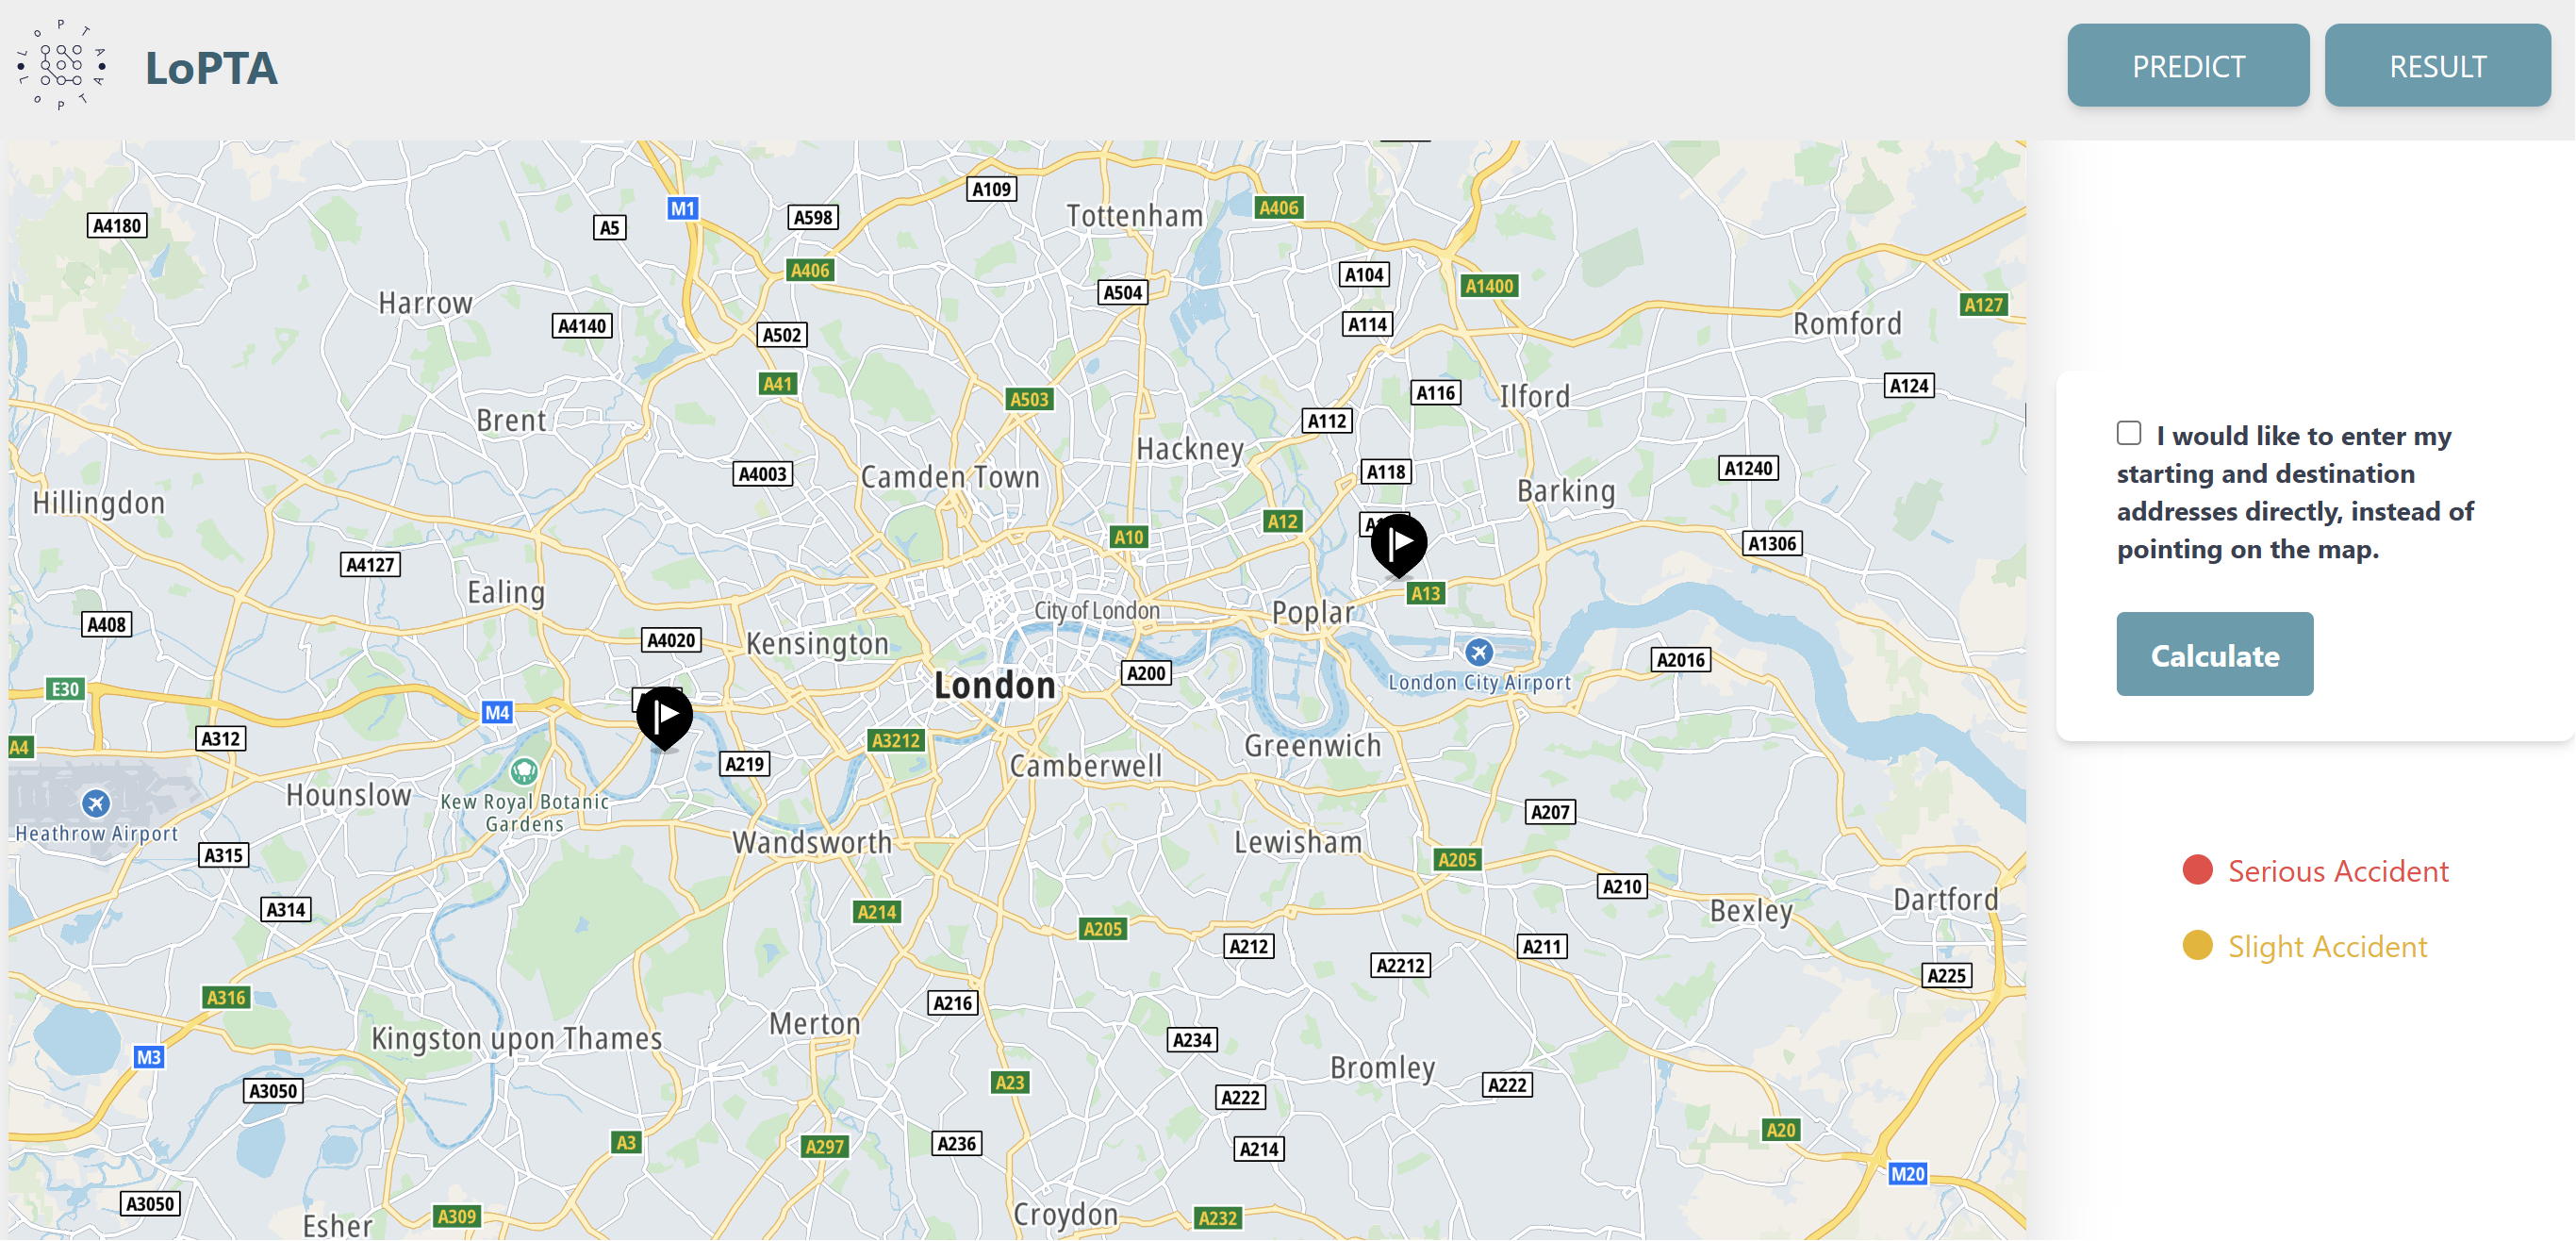 LoPTA
LoPTA
LoPTA
PREDICT
RESULT
A109
M1
A598
Tottenham
A406
A4180
A5
A406
A104
A1400
A504
Harrow
A127
A4140
A502
A114
Romford
A41
A503
A116
Ilford
A124
Brent
A112
Hackney
A4003
Camden Town
A118
A1240
Barking
Hillingdon
A12
A10
A1306
A4127
Ealing
A13
City of London
Poplar
A408
A4020
Kensington
A200
A2016
London
London City Airport
E30
M4
A312
A4
A3212
A219
Greenwich
Camberwell
Hounslow
Kew Royal Botanic
Gardens
Heathrow Airport
A207
Wandsworth
Lewisham
A315
A205
A210
A314
A214
Bexley
Dartford
A205
A212
A211
A2212
A225
A316
A216
Merton
Kingston upon Thames
A234
M3
Bromley
A3050
A23
A222
A222
A3
A297
A236
A214
A20
M20
A3050
Esher
A309
Croydon
A232
I would like to enter my
starting and destination
addresses directly, instead of
pointing on the map.
Calculate
Serious Accident
Slight Accident